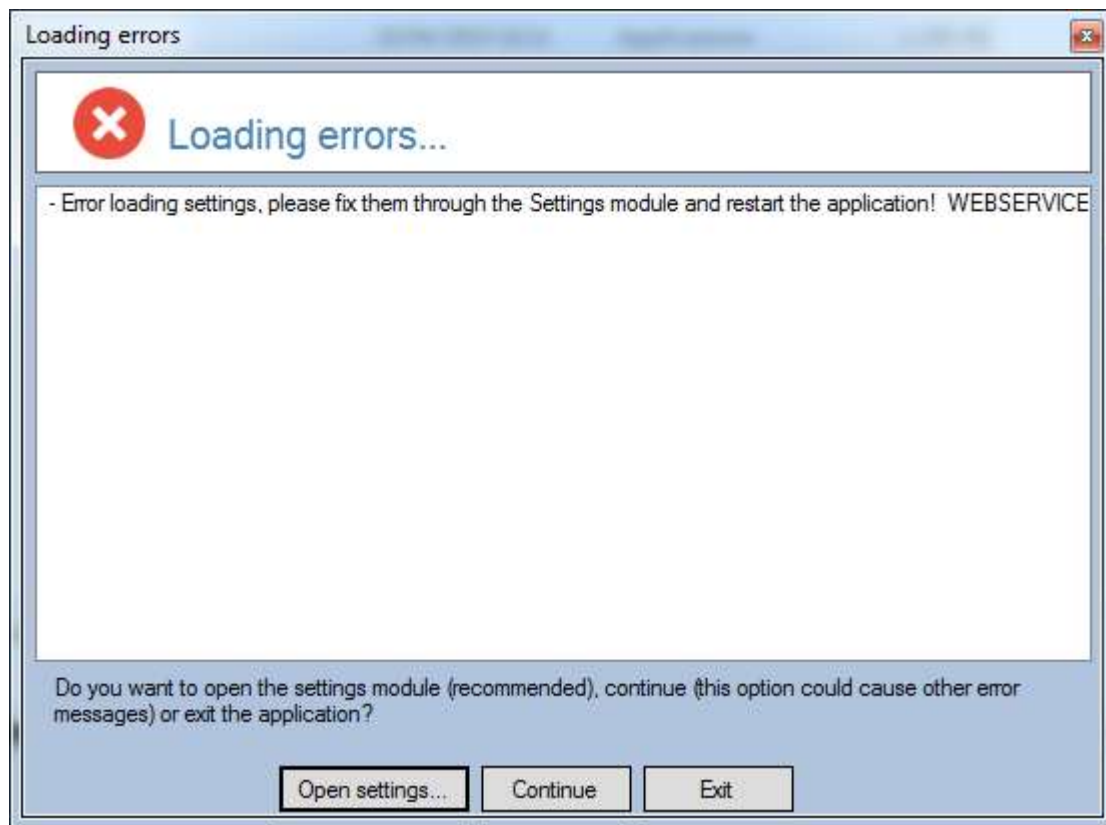 Loading errors
Loading errors...
- Error loading settings, please fix them through the Settings module and restart the application!  WEBSERVICE
Do you want to open the settings module (recommended), continue (this option could cause other error
messages) or exit the application?
Open settings...
Continue
Exit